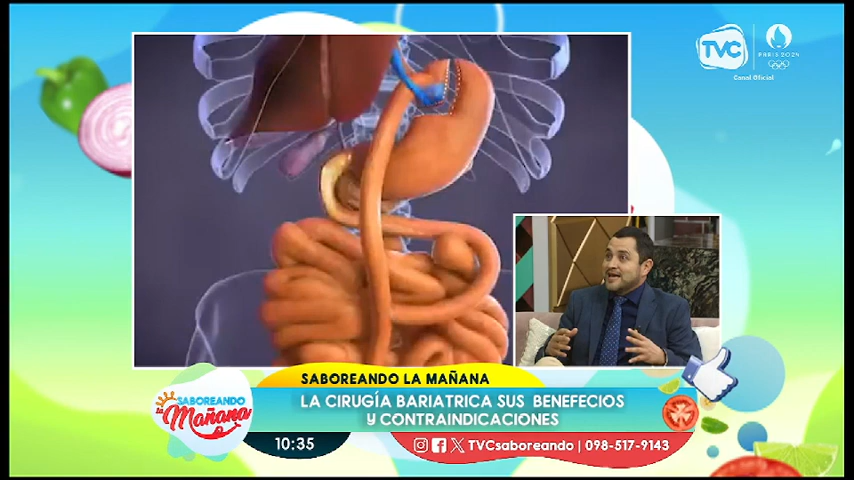 TVC
PARIS 2024
Canal Oficial
SABOREANDO LA MAÑANA
SABOREANDO
la Mañana
LA CIRUGÍA BARIATRICA SUS BENEFECIOS
Y CONTRAINDICACIONES
10:35
TVCsaboreando | 098-517-9143